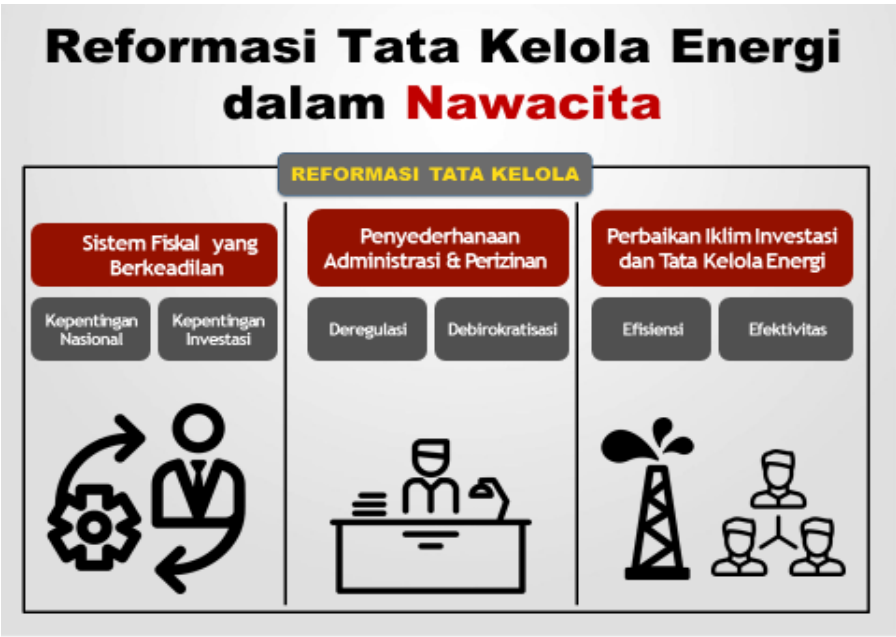 Reformasi Tata Kelola Energi
dalam Nawacita
REFORMASI TATA KELOLA
Sistem Fiskal yang
Berkeadilan
Kepentingan
Nasional
Kepentingan
Investasi
Penyederhanaan
Administrasi & Perizinan
Deregulasi
Debirokratisasi
Perbaikan Iklim Investasi
dan Tata Kelola Energi
Efisiensi
Efektivitas